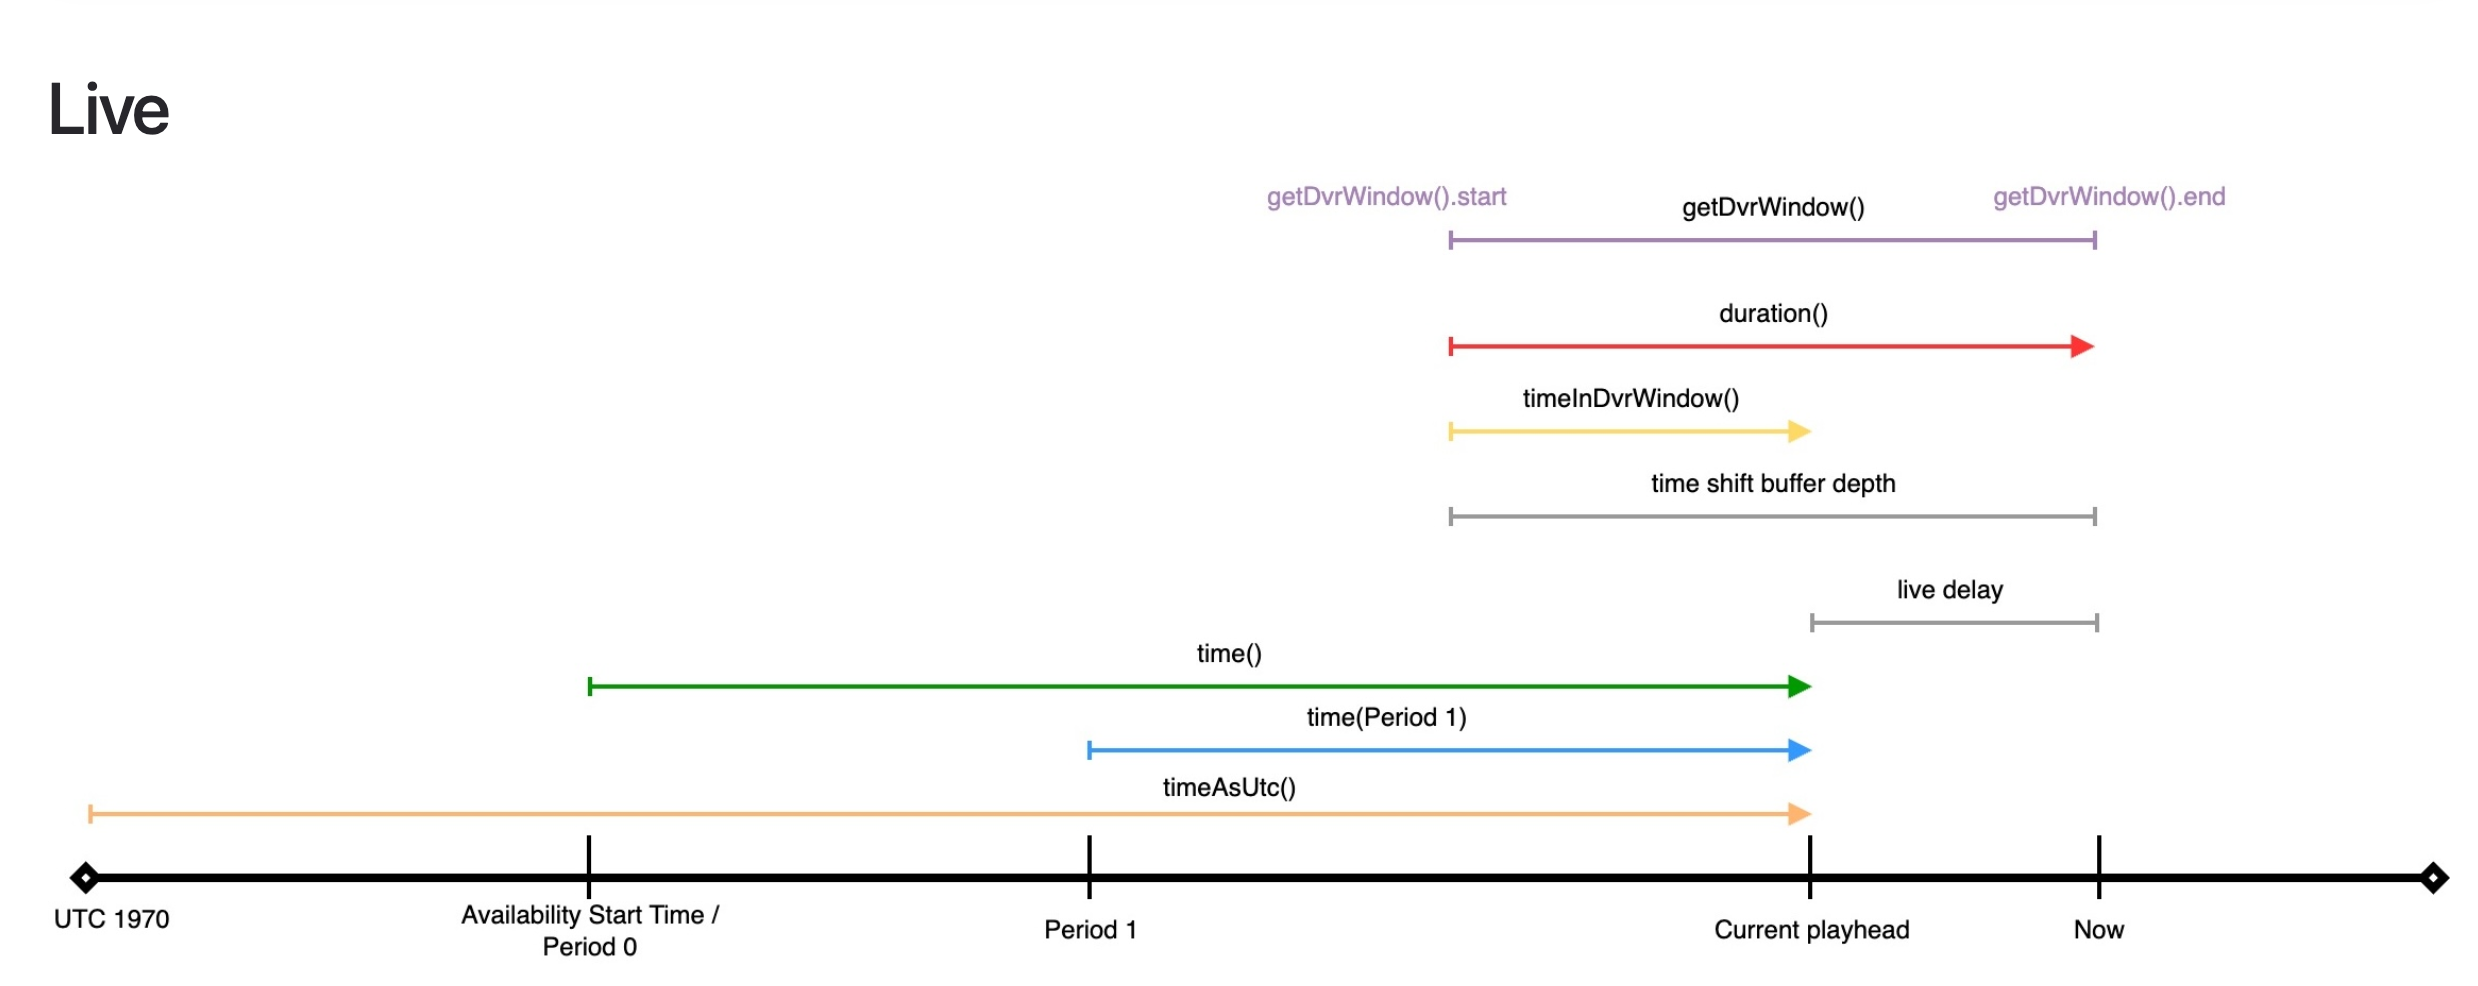 Live
getDvrWindow().start
getDvrWindow()
getDvrWindow().end
duration()
timeInDvrWindow()
time shift buffer depth
live delay
time()
time(Period 1)
timeAsUtc()
UTC 1970
Availability Start Time /
Period 0
Period 1
Current playhead
Now